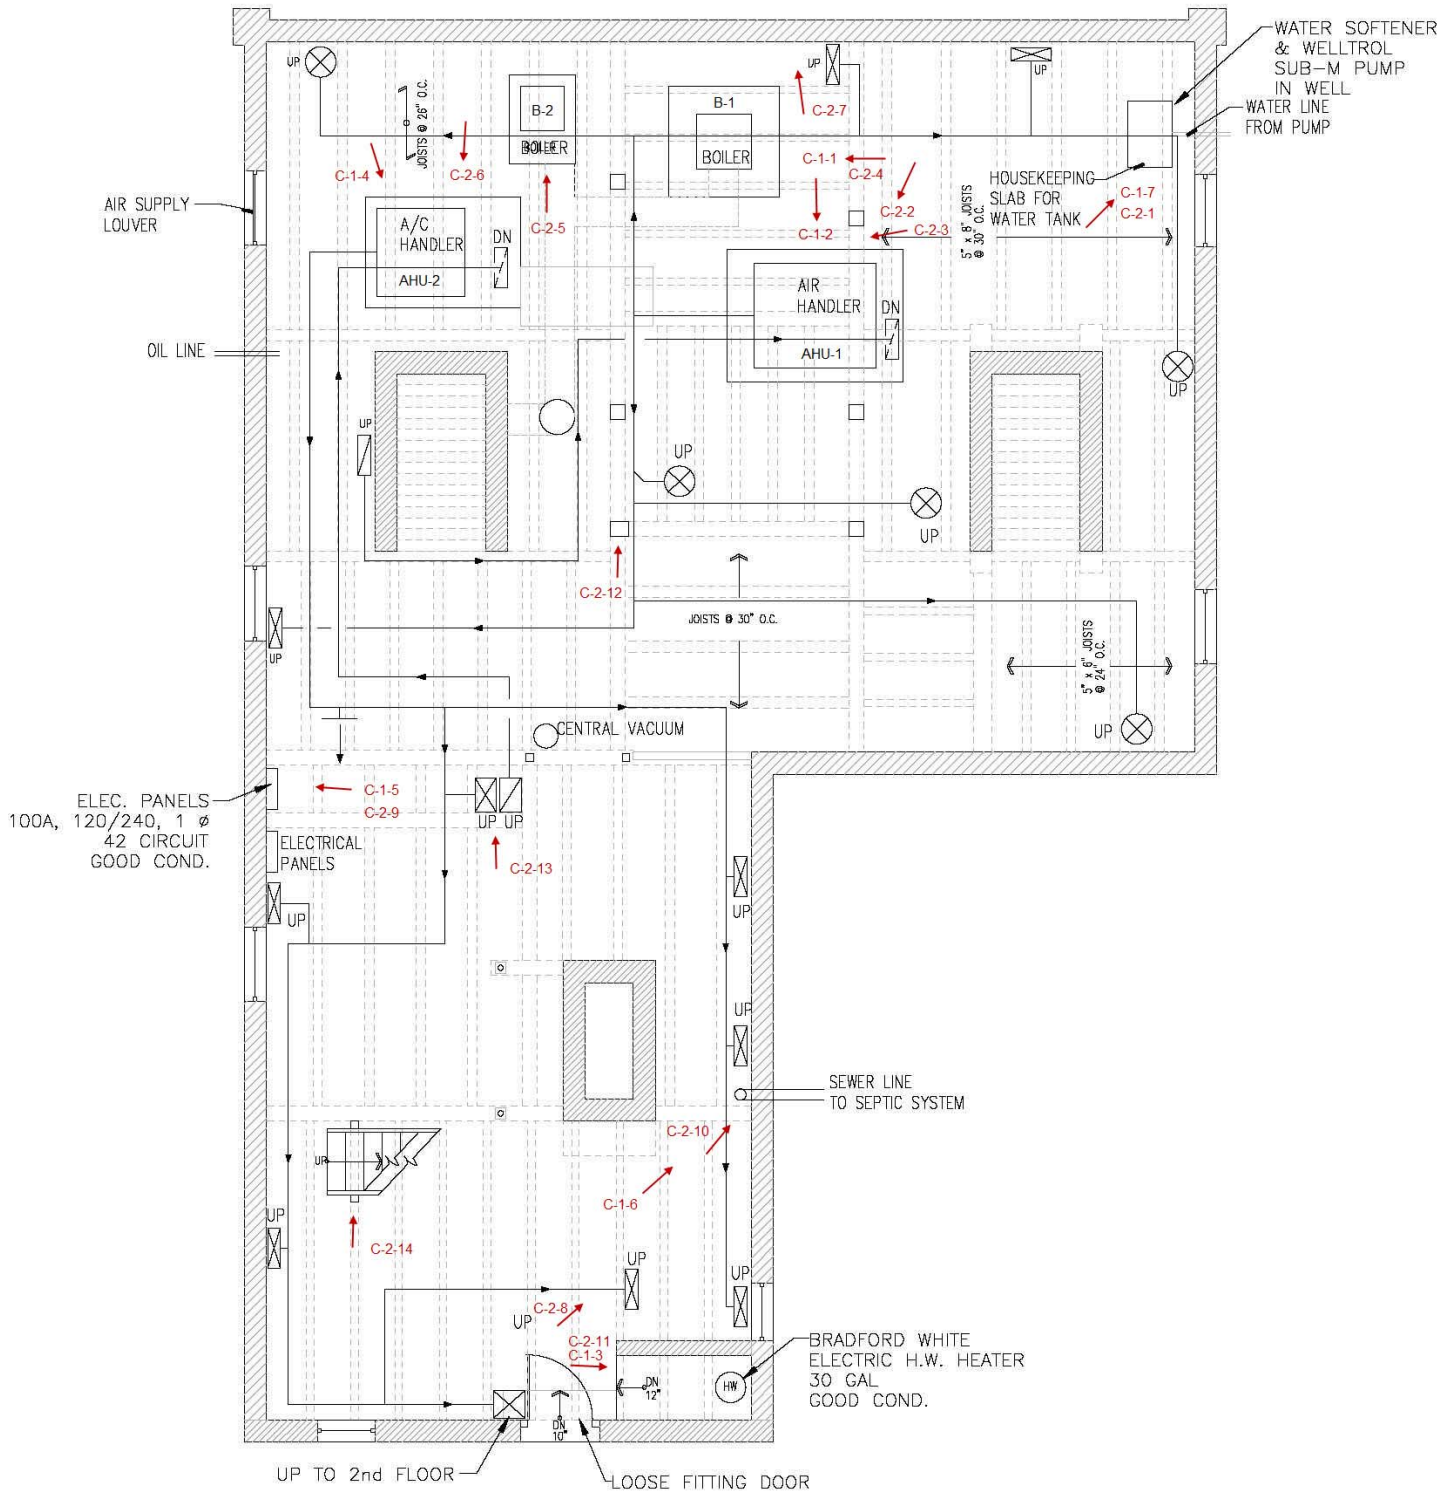 WATER SOFTENER
& WELLTROL
SUB-M PUMP
IN WELL
WATER LINE
FROM PUMP
UP
JOISTS @ 26" O.C.
B-2
BOILER
B-1
BOILER
UP
C-2-7
UP
C-1-4
C-2-6
C-2-5
C-1-1
C-2-4
C-2-2
C-1-2
C-2-3
HOUSEKEEPING
SLAB FOR
WATER TANK
C-1-7
C-2-1
5" x 8" JOISTS
@ 30" O.C.
AIR SUPPLY
LOUVER
A/C
HANDLER
AHU-2
DN
AIR
HANDLER
AHU-1
DN
OIL LINE
UP
UP
UP
UP
C-2-12
JOISTS @ 30" O.C.
5" x 6" JOISTS
@ 24" O.C.
UP
UP
CENTRAL VACUUM
ELEC. PANELS
100A, 120/240, 1 ø
42 CIRCUIT
GOOD COND.
C-1-5
C-2-9
UP
UP
ELECTRICAL
PANELS
C-2-13
UP
UP
UP
SEWER LINE
TO SEPTIC SYSTEM
C-2-10
UP
C-1-6
UP
C-2-14
UP
UP
C-2-8
UP
C-2-11
C-1-3
BRADFORD WHITE
ELECTRIC H.W. HEATER
30 GAL
GOOD COND.
DN
12"
HW
DN
10"
UP TO 2nd FLOOR
LOOSE FITTING DOOR